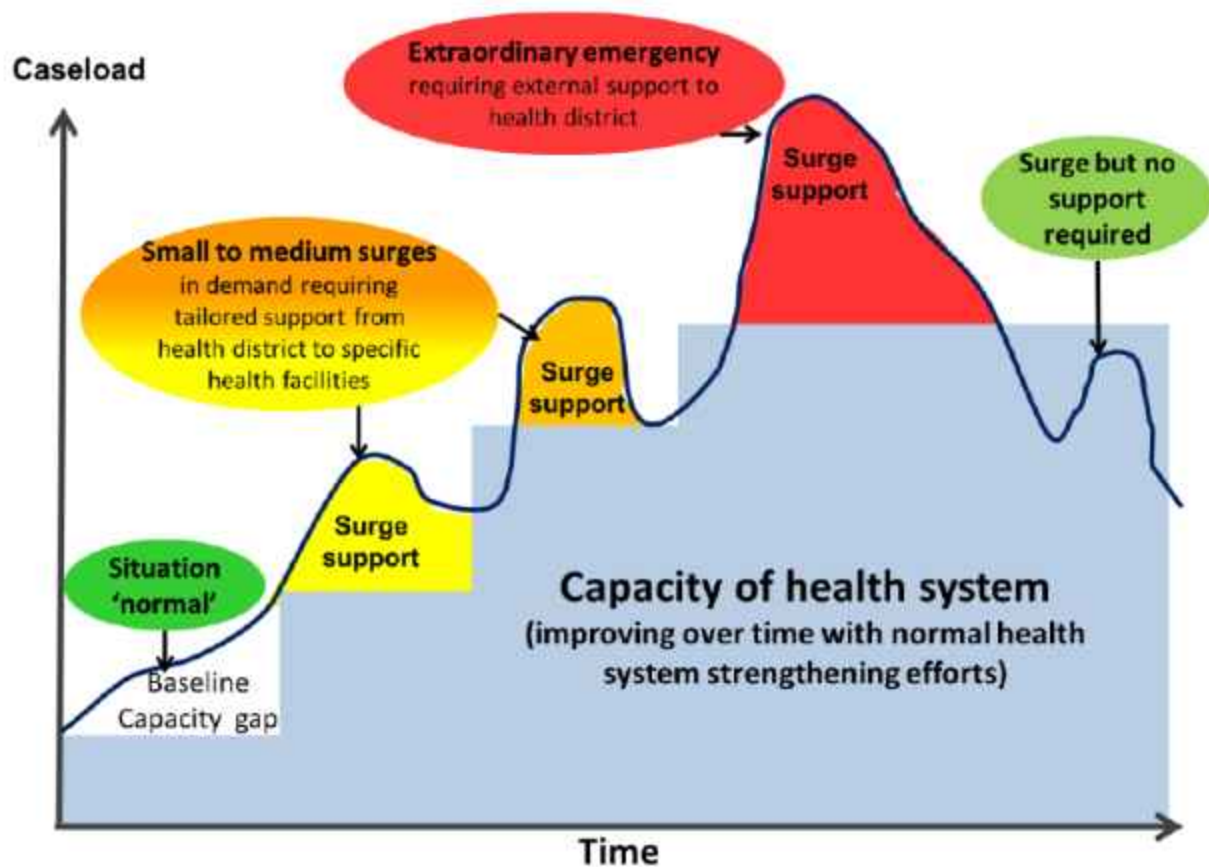 Caseload
Extraordinary emergency
requiring external support to
health district
Surge
support
Surge but no
support
required
Small to medium surges
in demand requiring
tailored support from
health district to specific
health facilities
Surge
support
Surge
support
Situation
‘normal’
Baseline
Capacity gap
Capacity of health system
(improving over time with normal health
system strengthening efforts)
Time